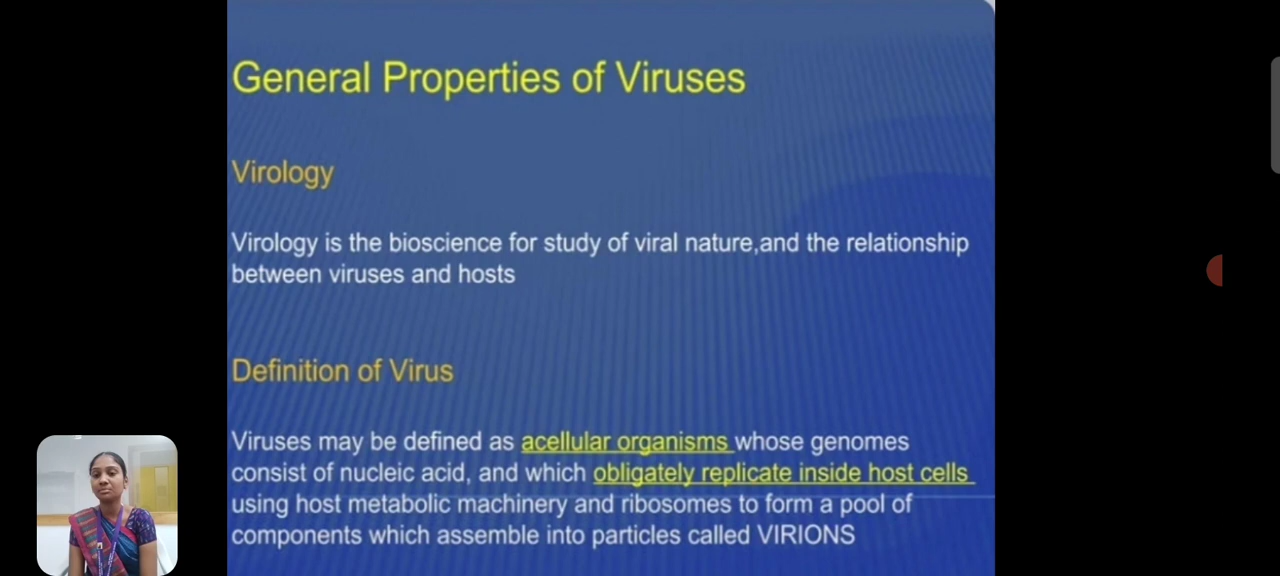 General Properties of Viruses
Virology
Virology is the bioscience for study of viral nature,and the relationship
between viruses and hosts
Definition of Virus
Viruses may be defined as acellular organisms whose genomes
consist of nucleic acid, and which obligately replicate inside host cells
using host metabolic machinery and ribosomes to form a pool of
components which assemble into particles called VIRIONS